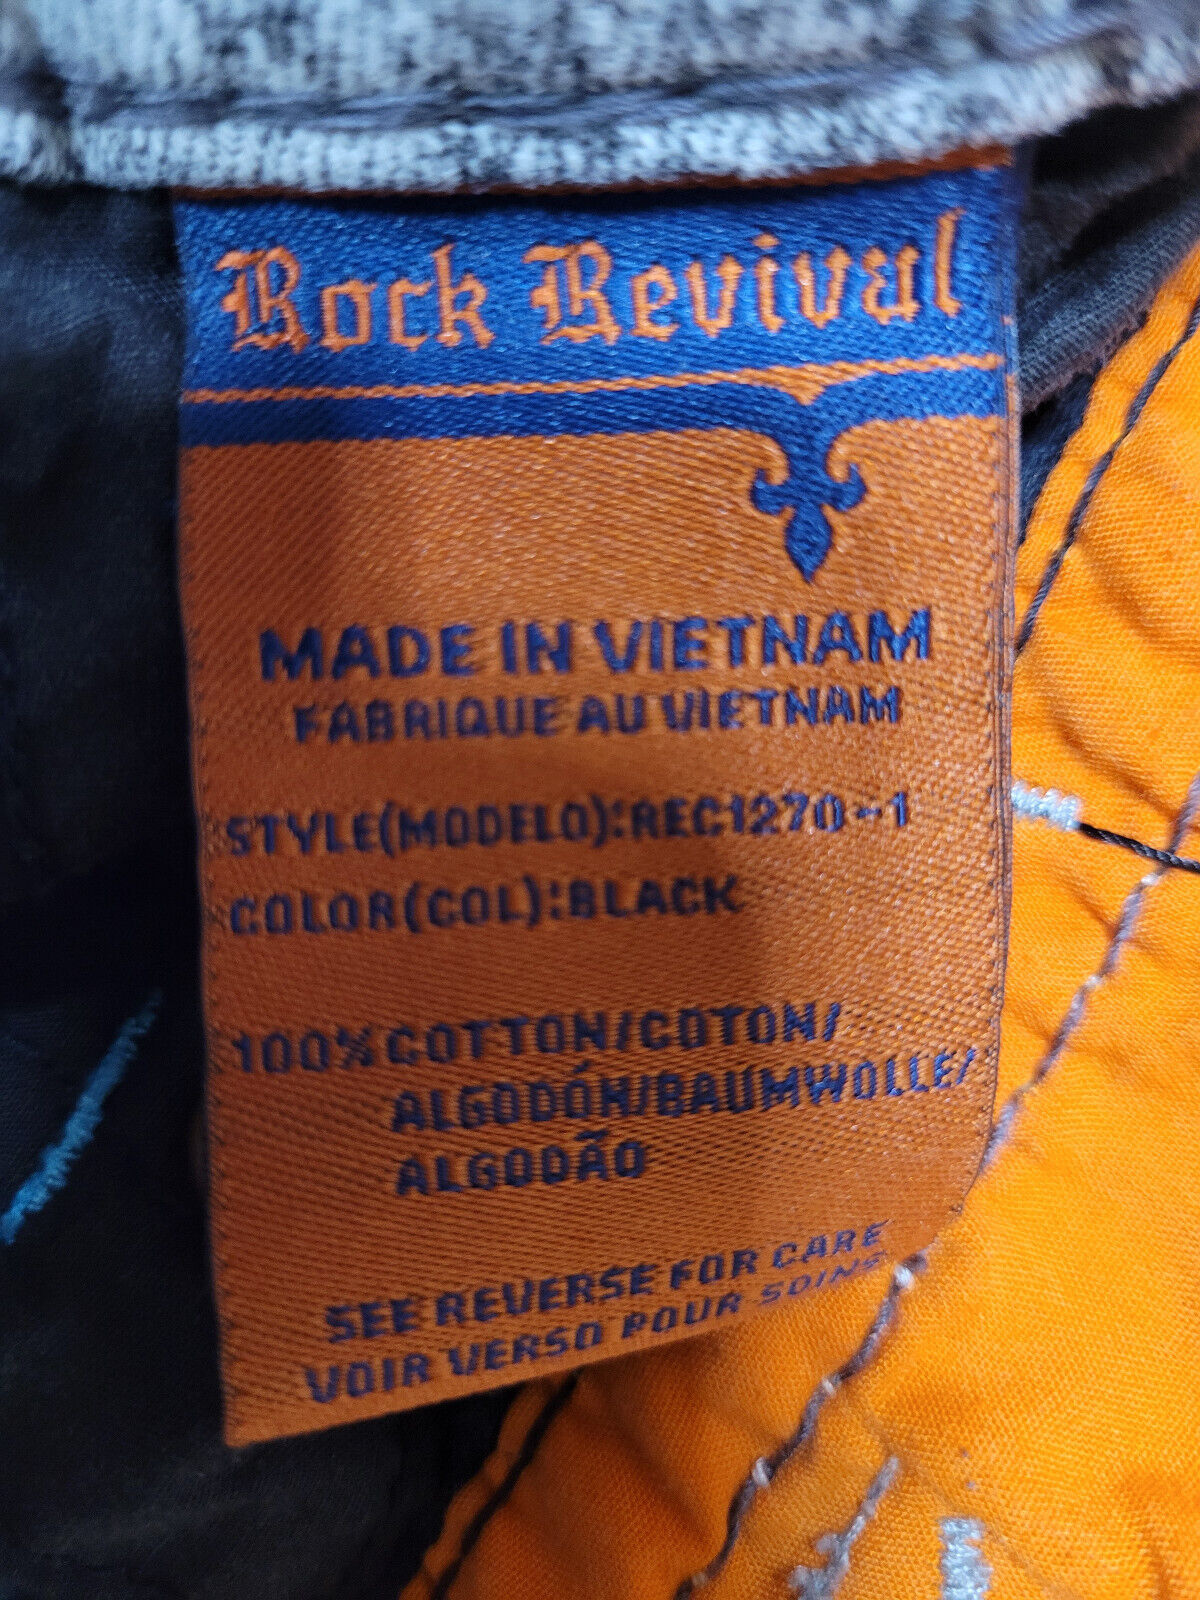 Rock Revival
MADE IN VIETNAM
FABRIQUE AU VIETNAM
STYLE(MODELO):REC1270-1
COLOR(COL):BLACK
100% COTTON/COTON/
ALGODÓN/BAUMWOLLE/
ALGODÃO
SEE REVERSE FOR CARE
VOIR VERSO POUR SOINS